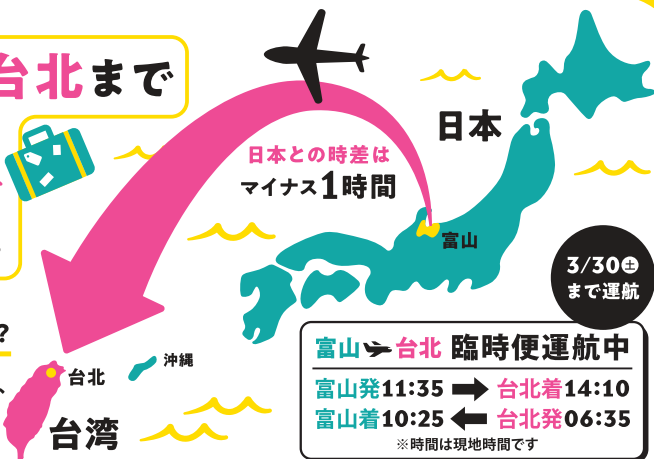 台北まで
日本
日本との時差は
マイナス1時間
富山
3/30㊏
まで運航
?
富山 台北 臨時便運航中
沖縄
台北
富山発11:35 台北着14:10
、
富山着10:25 台北発06:35
台湾
※時間は現地時間です